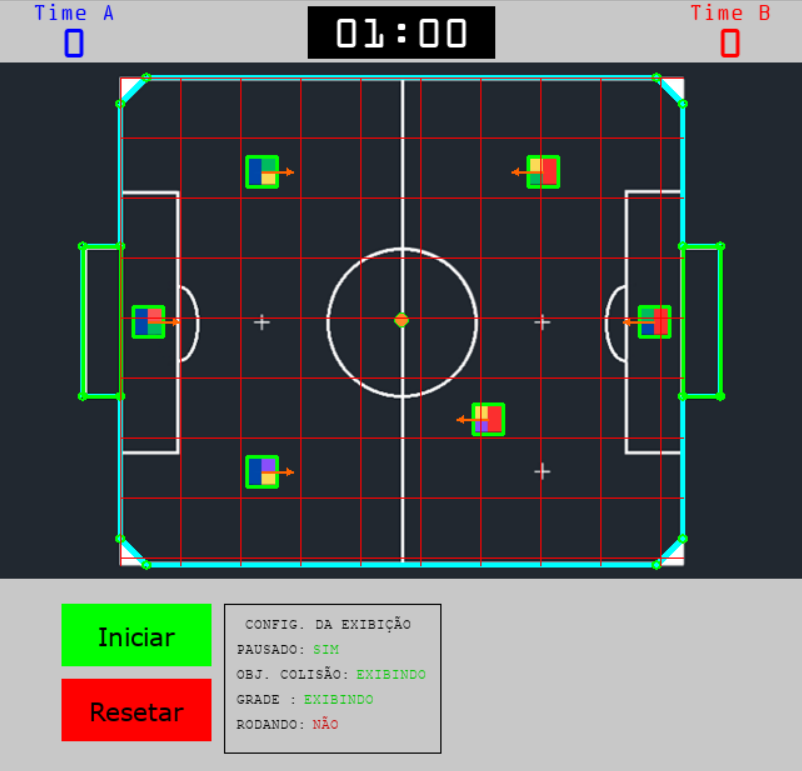 Time A
0
01:00
Time B
0
Iniciar
Resetar
CONFIG. DA EXIBIÇÃO
PAUSADO: SIM
OBJ. COLISÃO: EXIBINDO
GRADE : EXIBINDO
RODANDO: NÃO